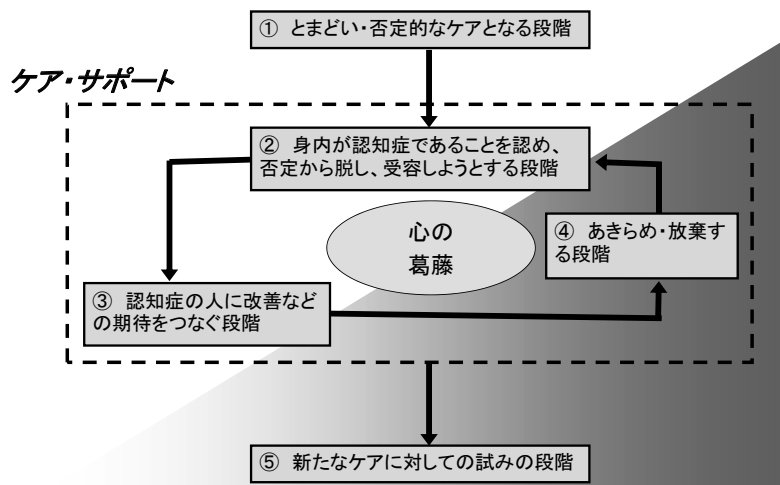 ① とまどい・否定的なケアとなる段階
ケア・サポート
② 身内が認知症であることを認め、
否定から脱し、受容しようとする段階
心の
葛藤
④ あきらめ・放棄す
る段階
③ 認知症の人に改善など
の期待をつなぐ段階
⑤ 新たなケアに対しての試みの段階